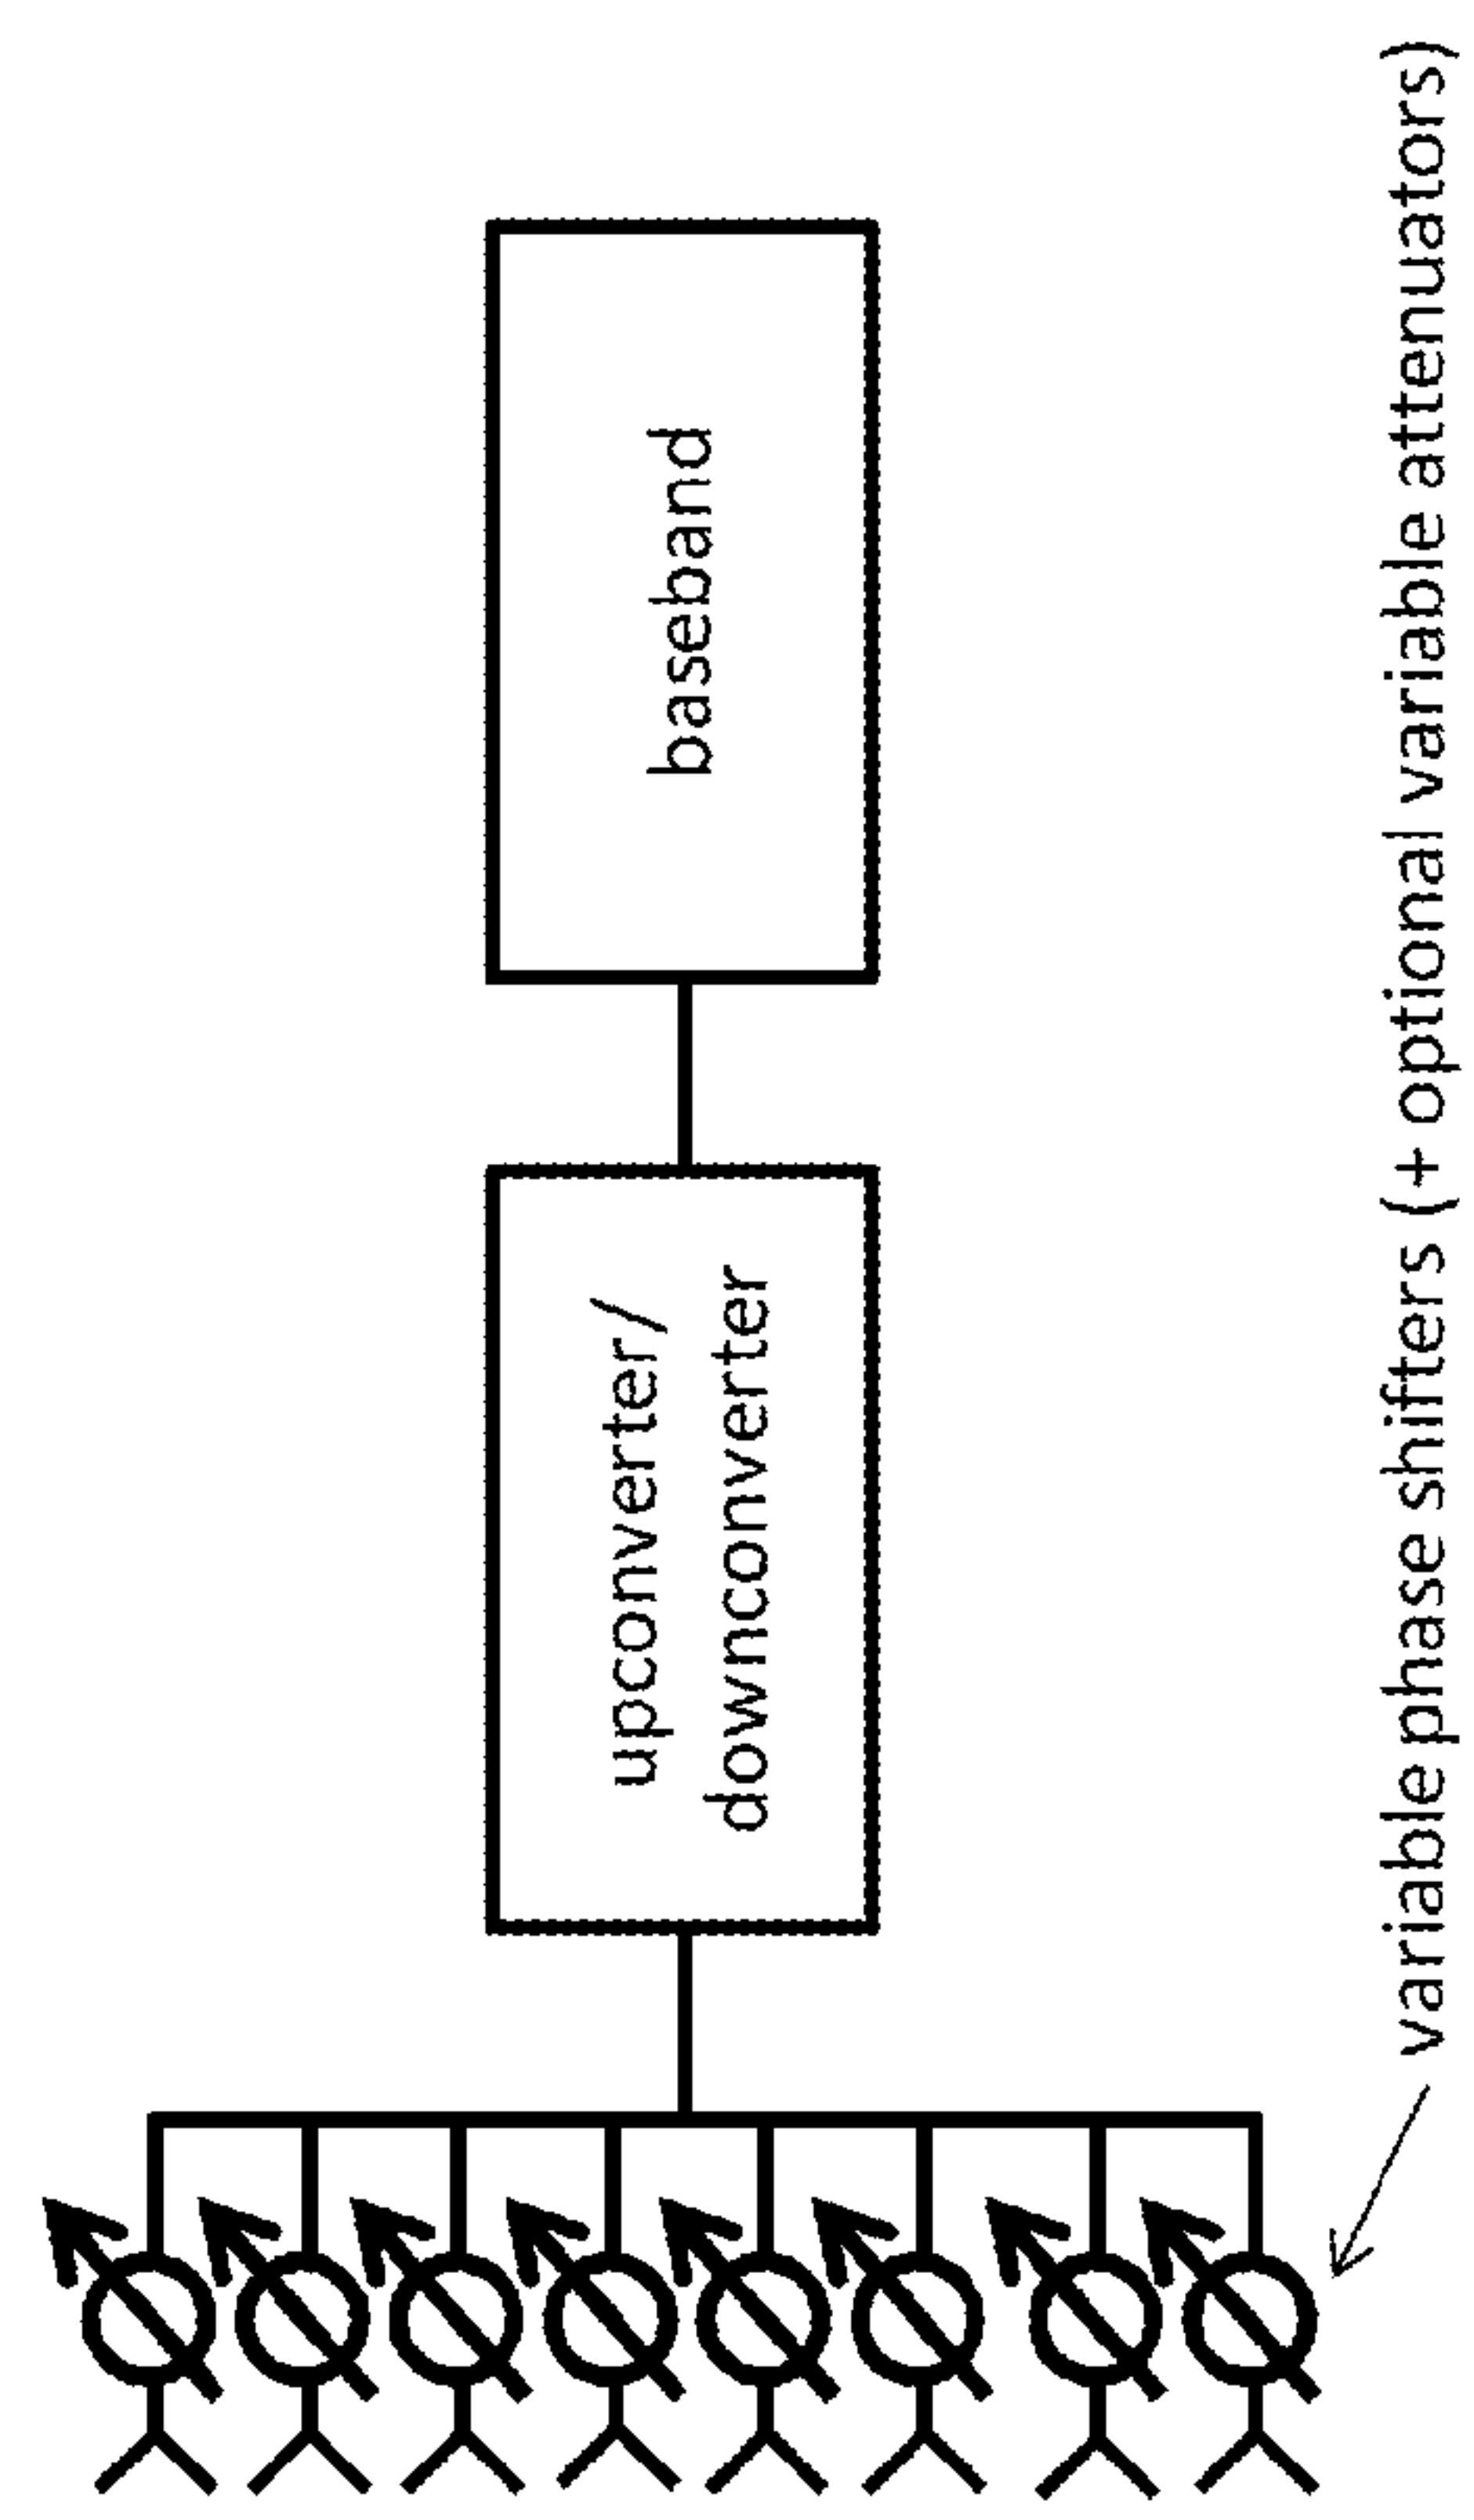 upconverter/
downconverter
baseband
variable phase shifters (+ optional variable attenuators)